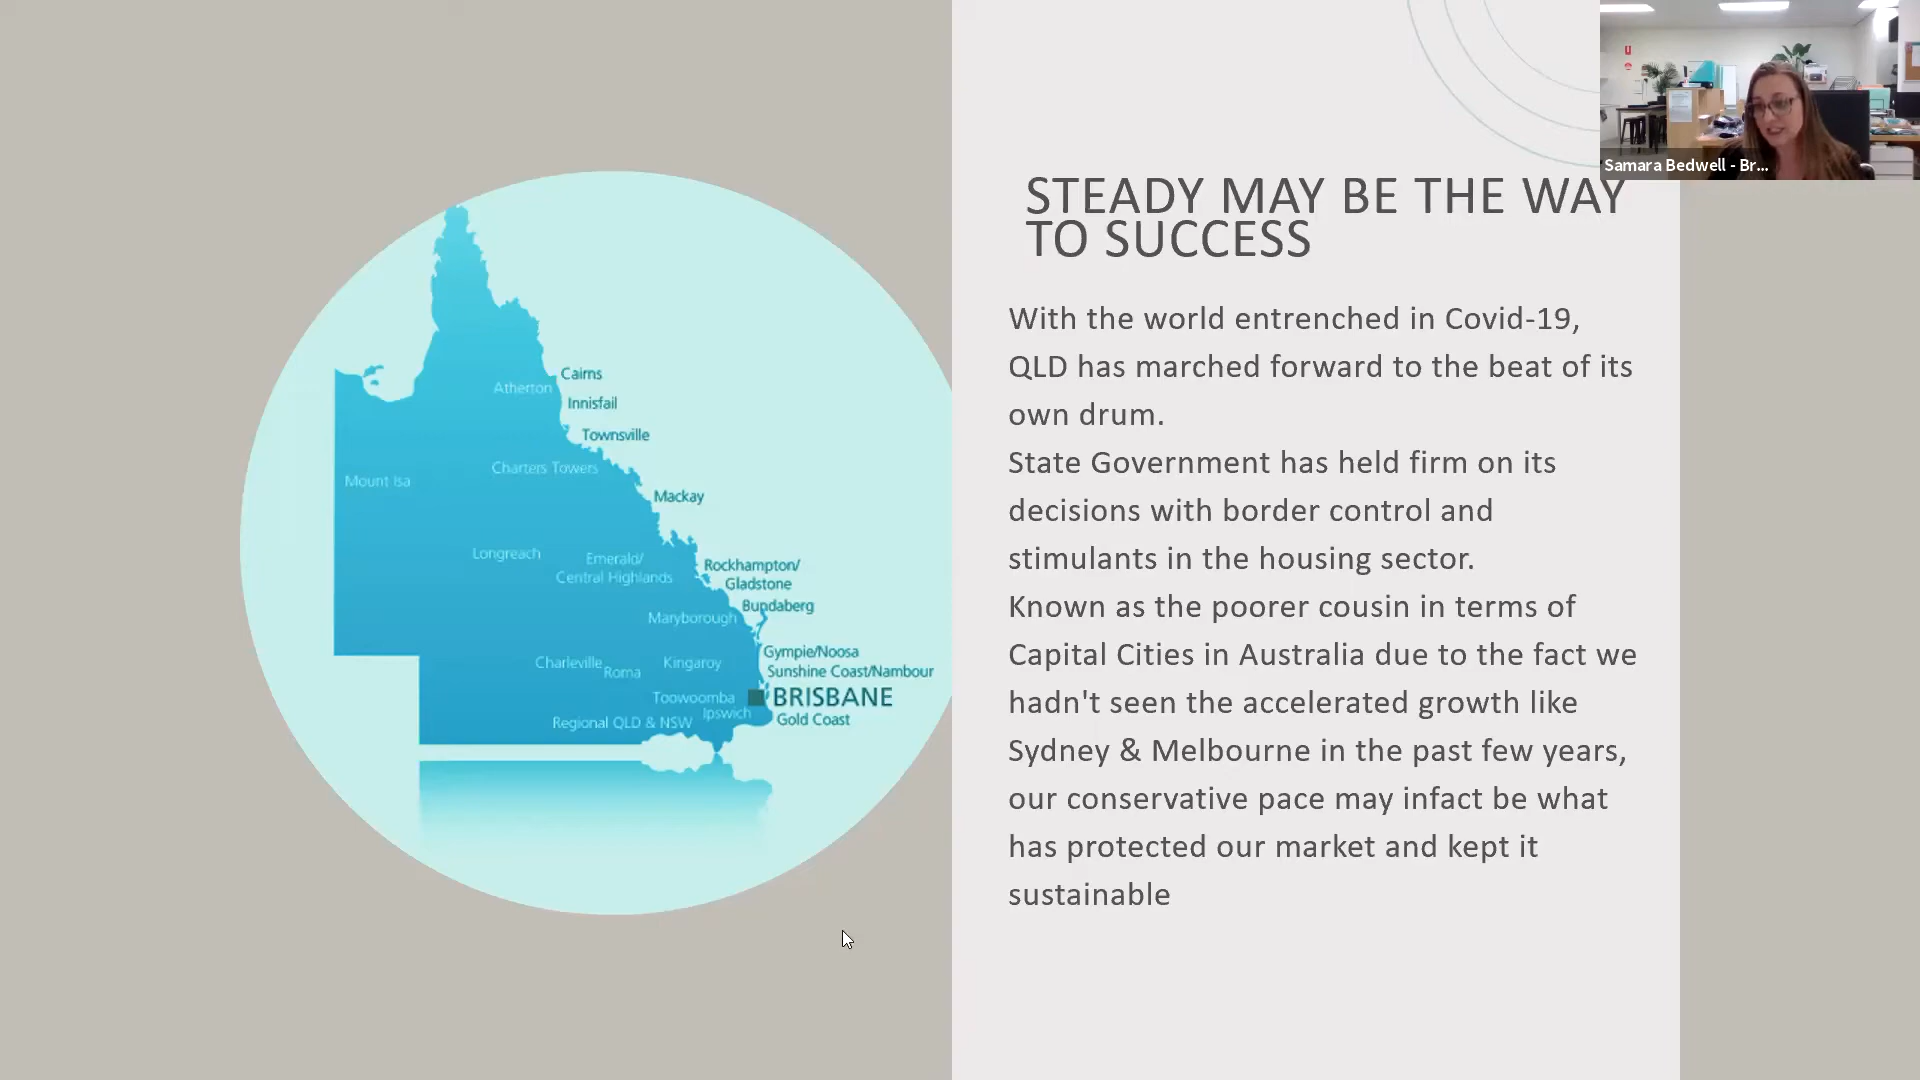 Samara Bedwell - Br...
STEADY MAY BE THE WAY
TO SUCCESS
With the world entrenched in Covid-19,
QLD has marched forward to the beat of its
own drum.
State Government has held firm on its
decisions with border control and
stimulants in the housing sector.
Known as the poorer cousin in terms of
Capital Cities in Australia due to the fact we
hadn't seen the accelerated growth like
Sydney & Melbourne in the past few years,
our conservative pace may infact be what
has protected our market and kept it
sustainable
Cairns
Atherton
Innisfail
Townsville
Charters Towers
Mount Isa
Mackay
Longreach
Emerald/
Central Highlands
Rockhampton/
Gladstone
Bundaberg
Maryborough
Gympie/Noosa
Charleville
Roma
Kingaroy
Sunshine Coast/Nambour
Toowoomba
BRISBANE
Ipswich
Gold Coast
Regional QLD & NSW